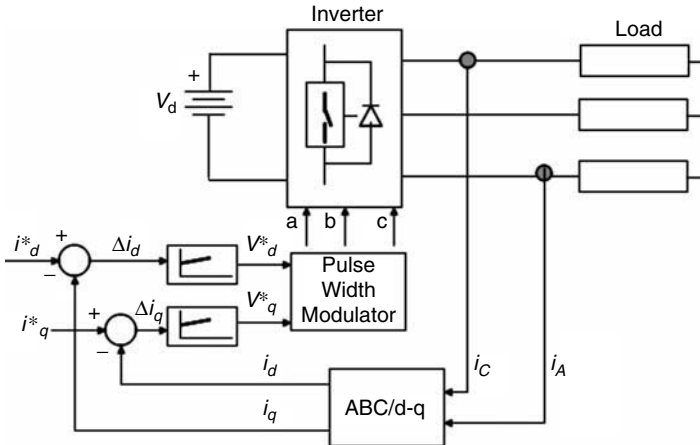 Inverter
Load
+
V_d
a b c
i*_d
+
−
Δi_d
V*_d
Pulse
Width
Modulator
i*_q
+
−
Δi_q
V*_q
i_d
i_q
ABC/d-q
i_C
i_A